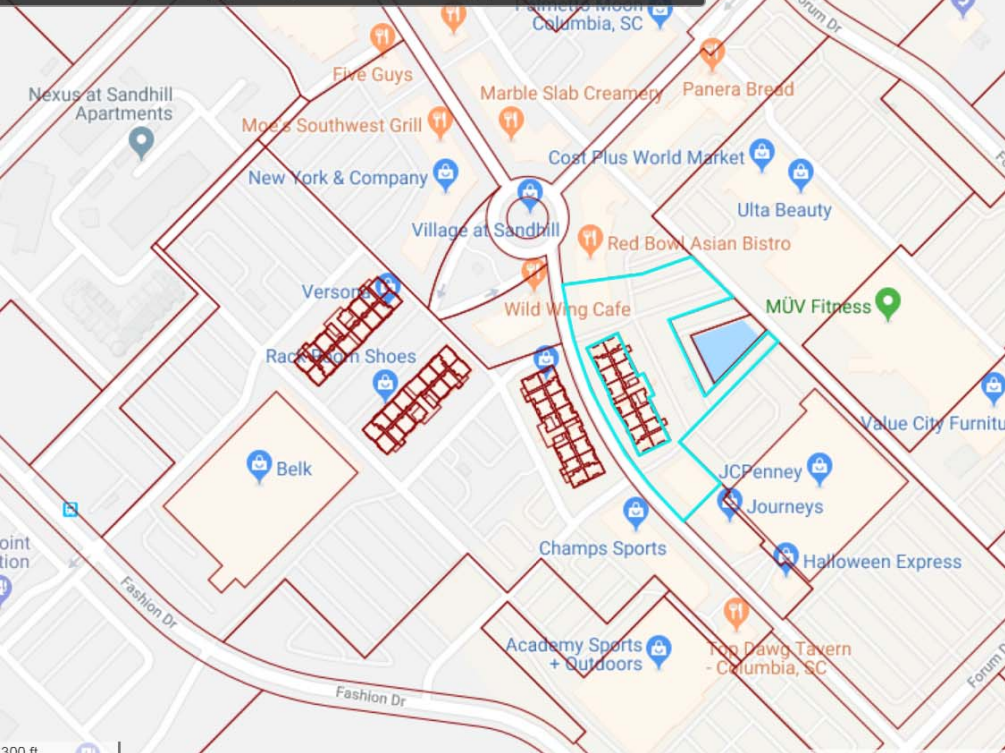 Palmetto Moon
Columbia, SC
orum Dr
Five Guys
Nexus at Sandhill
Apartments
Marble Slab Creamery
Panera Bread
Moe's Southwest Grill
Cost Plus World Market
New York & Company
Ulta Beauty
Village at Sandhill
Red Bowl Asian Bistro
Versona
Wild Wing Cafe
MÜV Fitness
Rack Room Shoes
Value City Furnitu
Belk
JCPenney
Journeys
oint
tion
Champs Sports
Halloween Express
Fashion Dr
Academy Sports
+ Outdoors
Top Dawg Tavern
- Columbia, SC
Forum D
Fashion Dr
300 ft